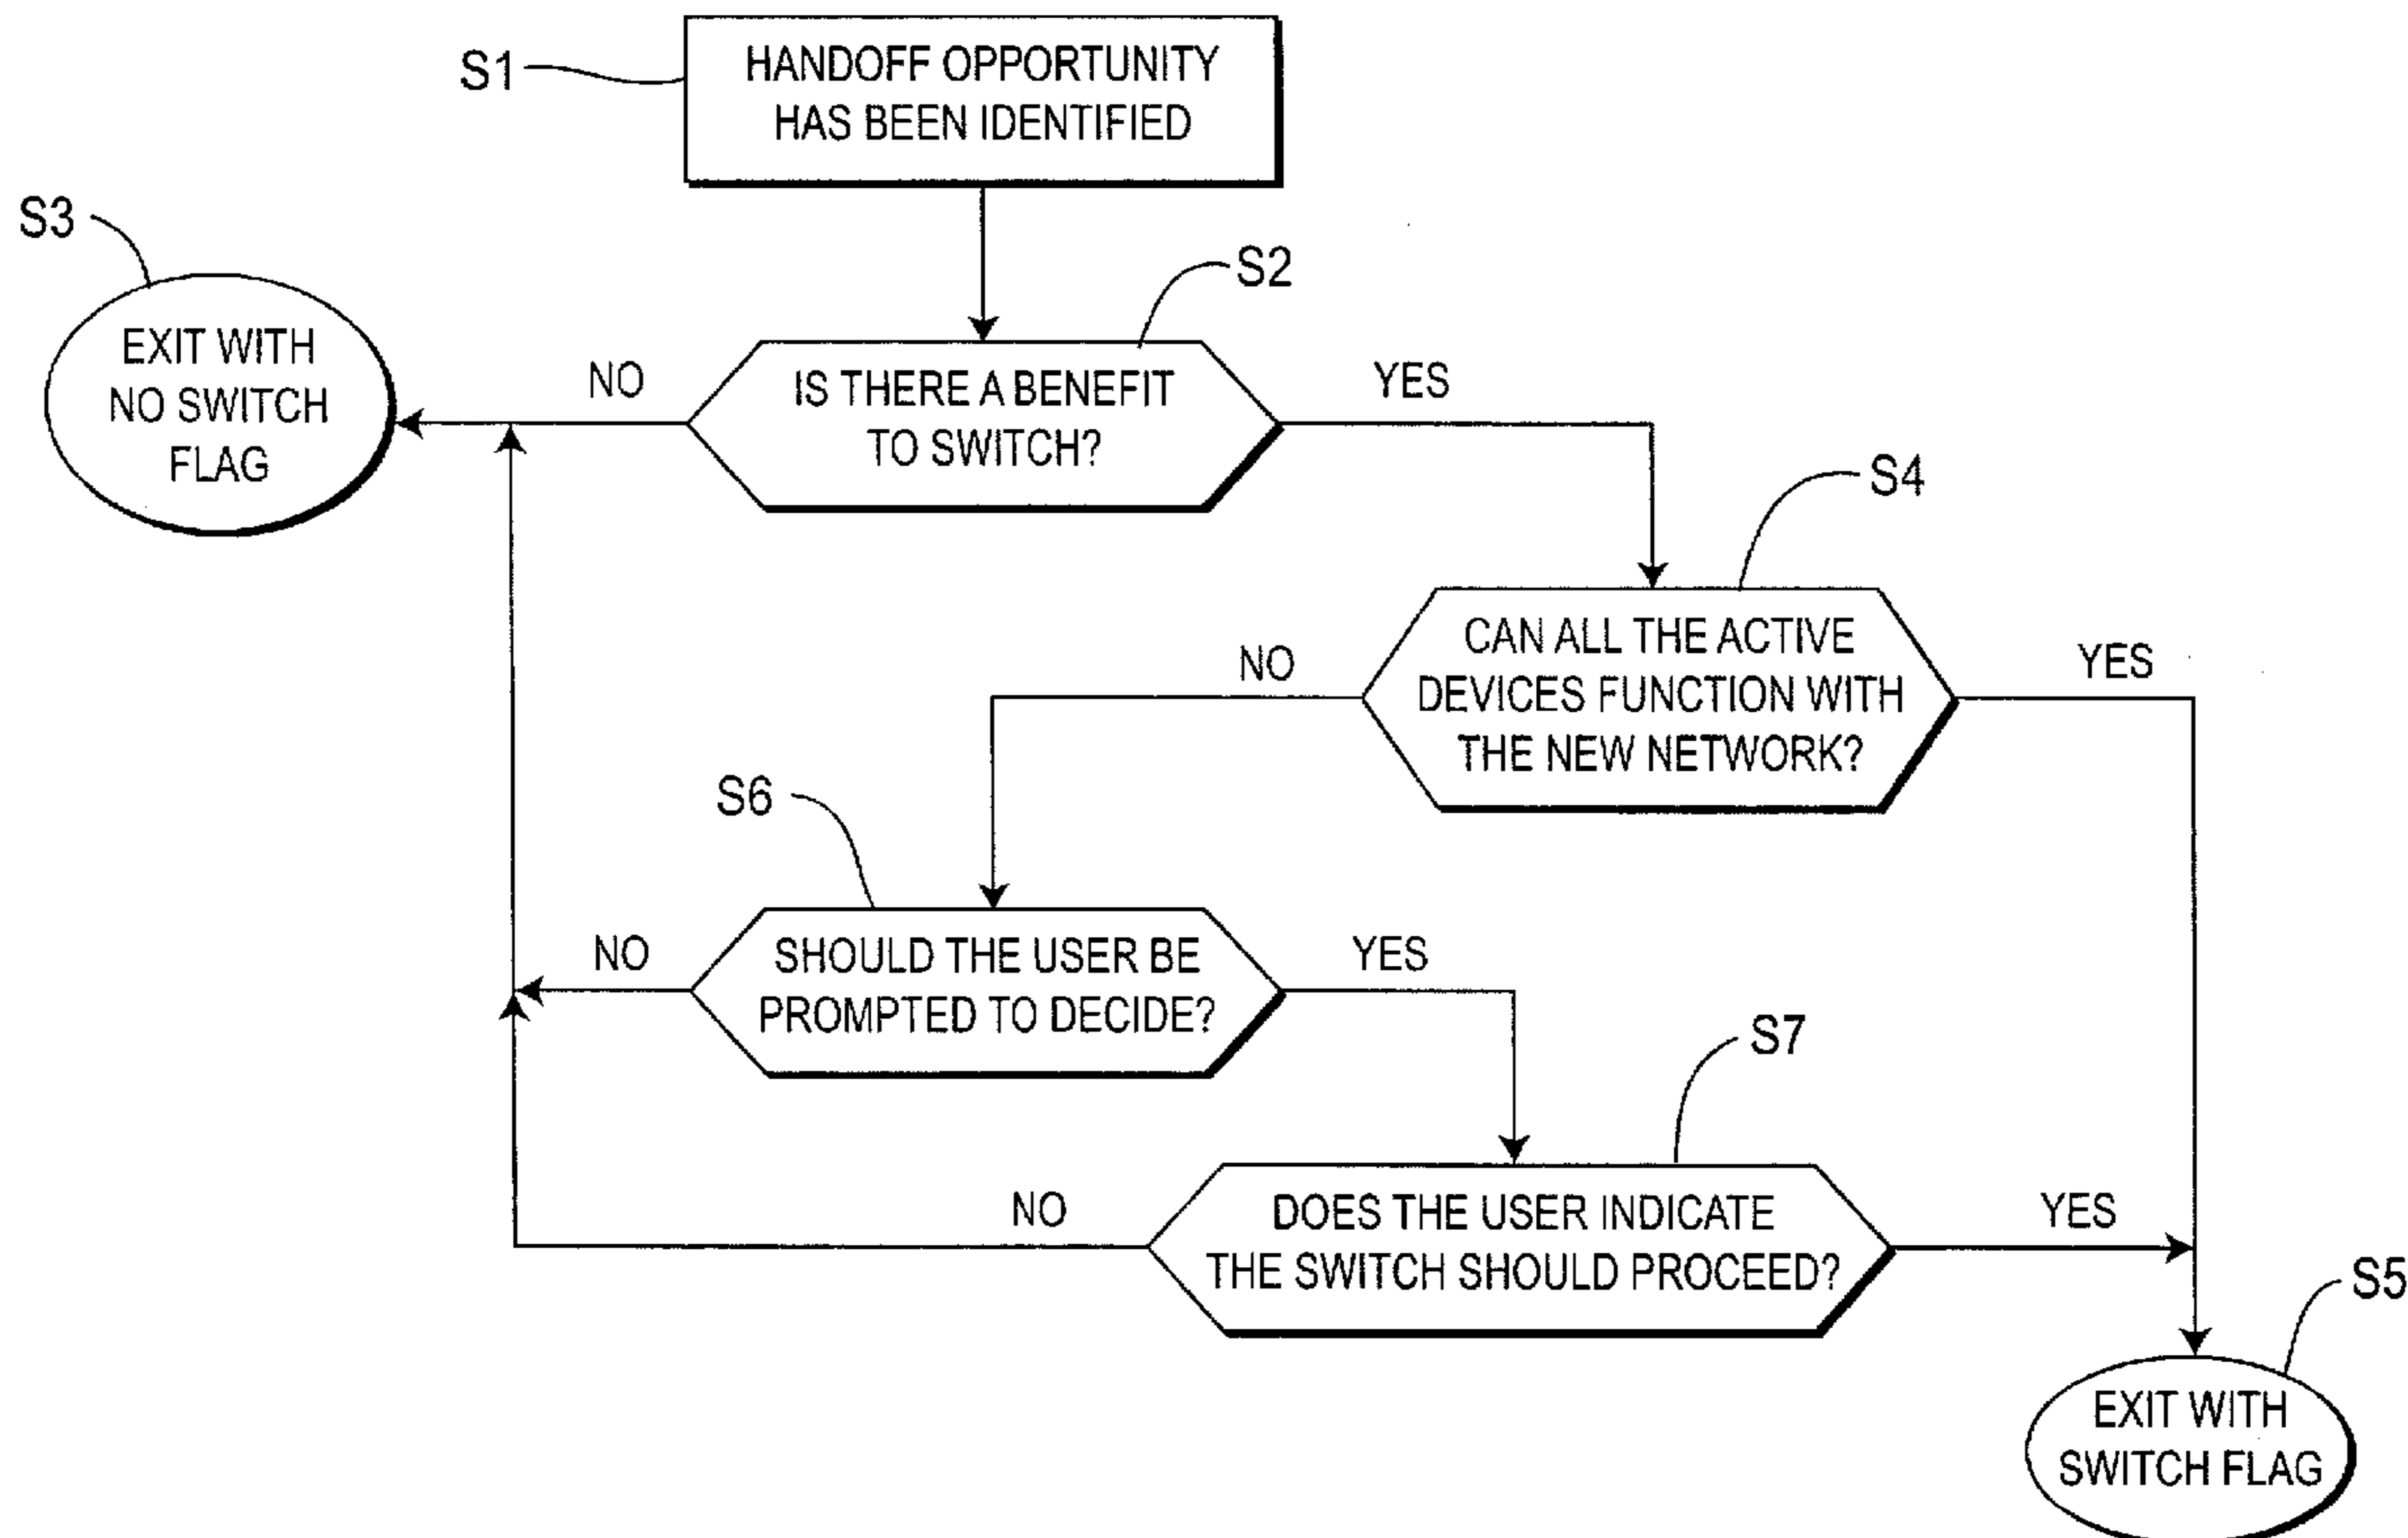 S1
HANDOFF OPPORTUNITY
HAS BEEN IDENTIFIED
S3
EXIT WITH
NO SWITCH
FLAG
S2
NO
IS THERE A BENEFIT
TO SWITCH?
YES
S4
NO
CAN ALL THE ACTIVE
DEVICES FUNCTION WITH
THE NEW NETWORK?
YES
S6
NO
SHOULD THE USER BE
PROMPTED TO DECIDE?
YES
S7
NO
DOES THE USER INDICATE
THE SWITCH SHOULD PROCEED?
YES
S5
EXIT WITH
SWITCH FLAG